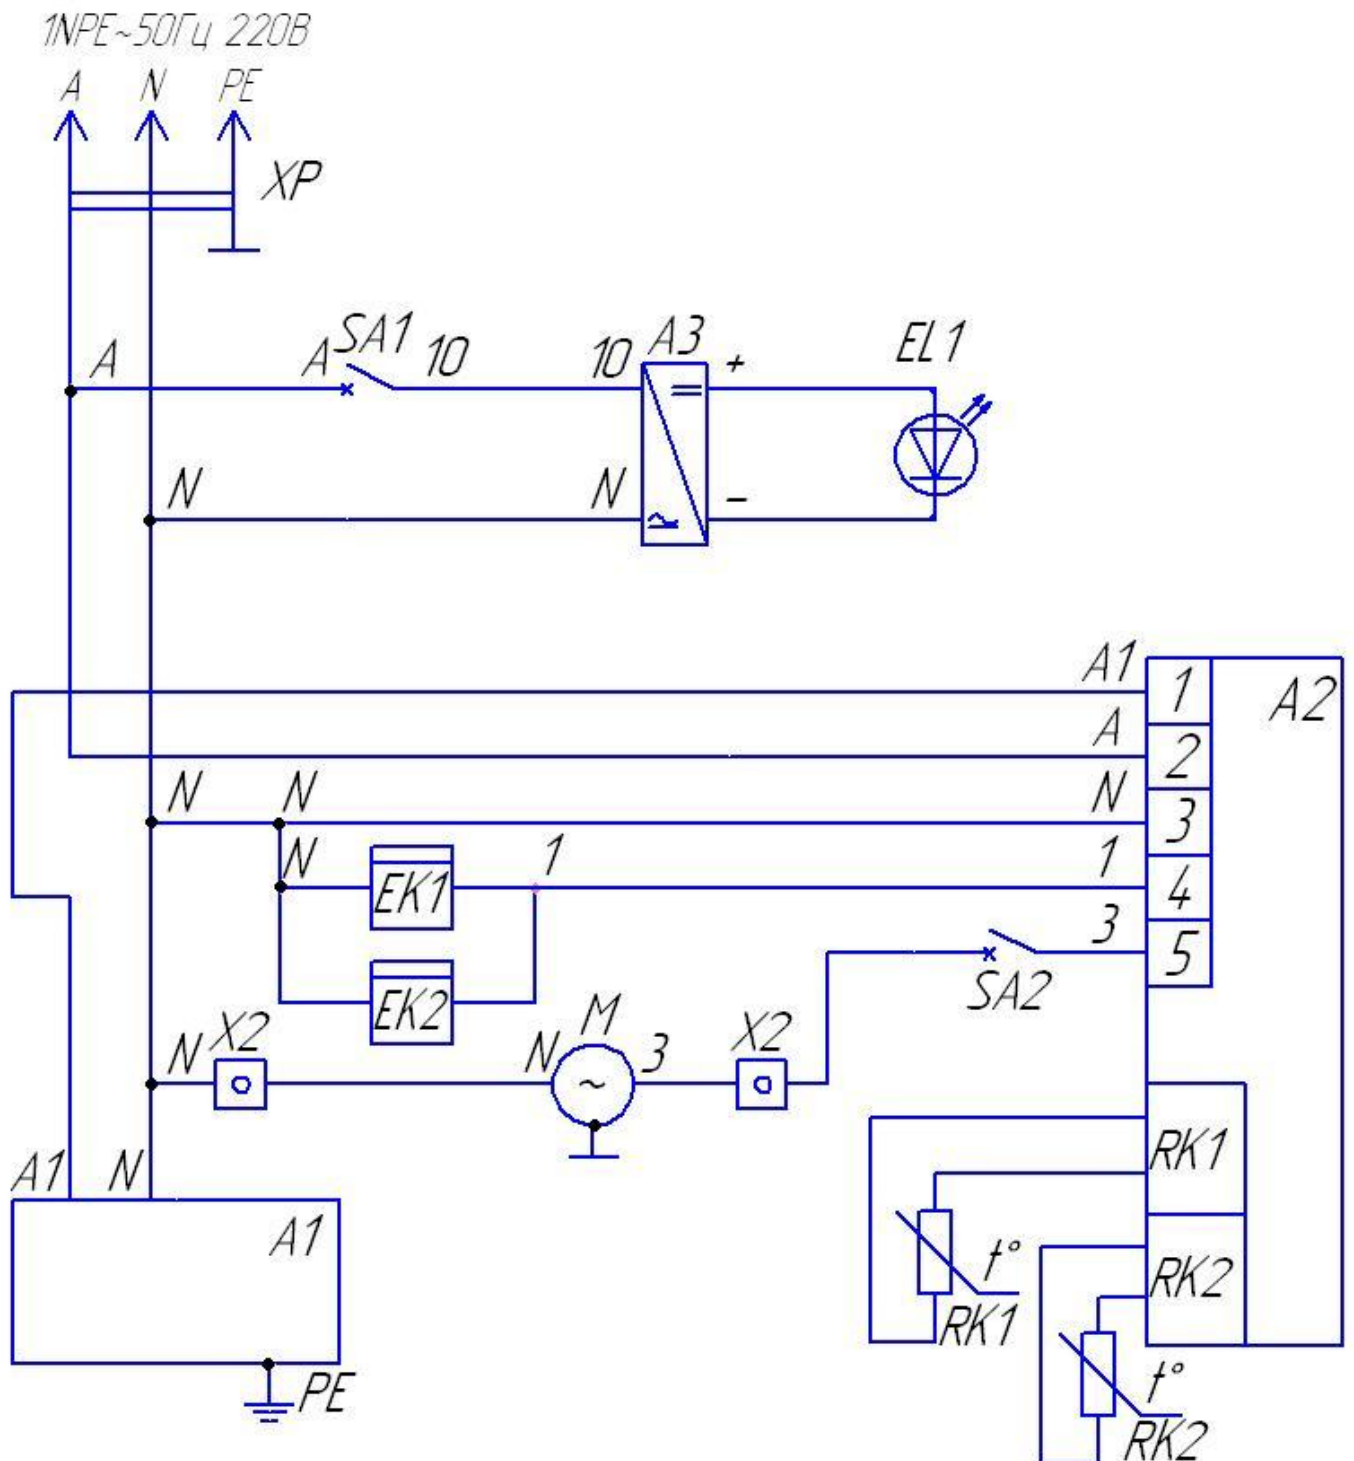 1NPE~50Гц 220В
A N PE
XP
A A SA1 10 10 A3 + EL1
N N −
A1 1 A2
A 2
N N N 3
N EK1 1 1 4
3 5
EK2 SA2
N X2 N M 3 X2
~
RK1
A1 N
A1 t°
RK1
RK2
PE
t°
RK2